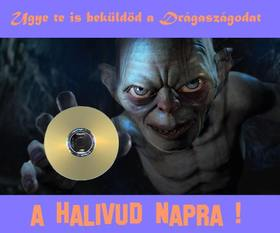 Ugye te is beküldöd a Drágaszágodat
A HALIVUD NAPRA !